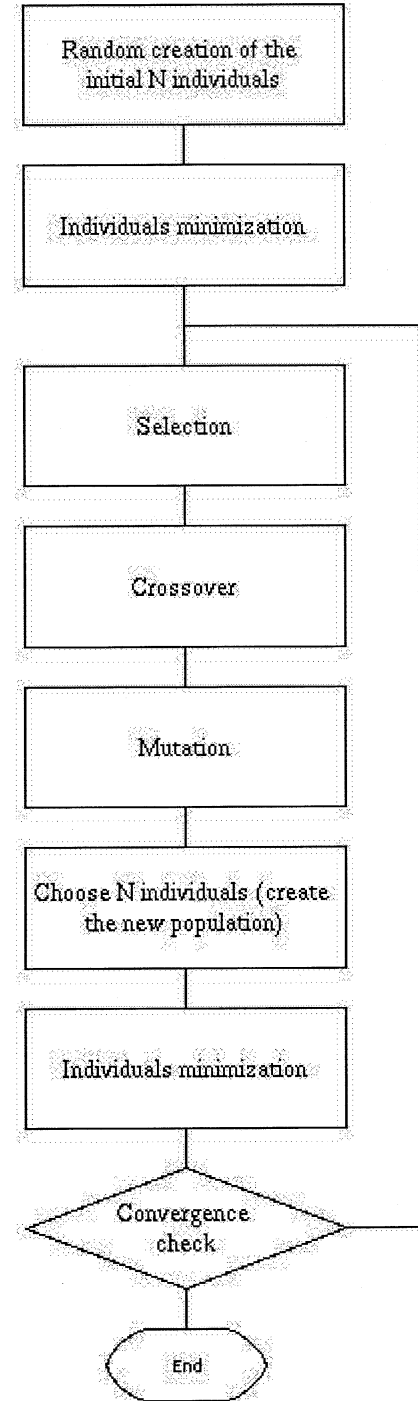 Random creation of the
initial N individuals
Individuals minimization
Selection
Crossover
Mutation
Choose N individuals (create
the new population)
Individuals minimization
Convergence
check
End